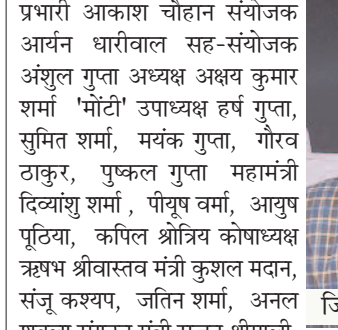 प्रभारी आकाश चौहान संयोजक
आर्यन धारीवाल सह-संयोजक
अंशुल गुप्ता अध्यक्ष अक्षय कुमार
शर्मा 'मोंटी' उपाध्यक्ष हर्ष गुप्ता,
सुमित शर्मा, मयंक गुप्ता, गौरव
ठाकुर, पुष्कल गुप्ता महामंत्री
दिव्यांशु शर्मा , पीयूष वर्मा, आयुष
पूठिया, कपिल श्रोत्रिय कोषाध्यक्ष
ऋषभ श्रीवास्तव मंत्री कुशल मदान,
संजू कश्यप, जतिन शर्मा, अनल